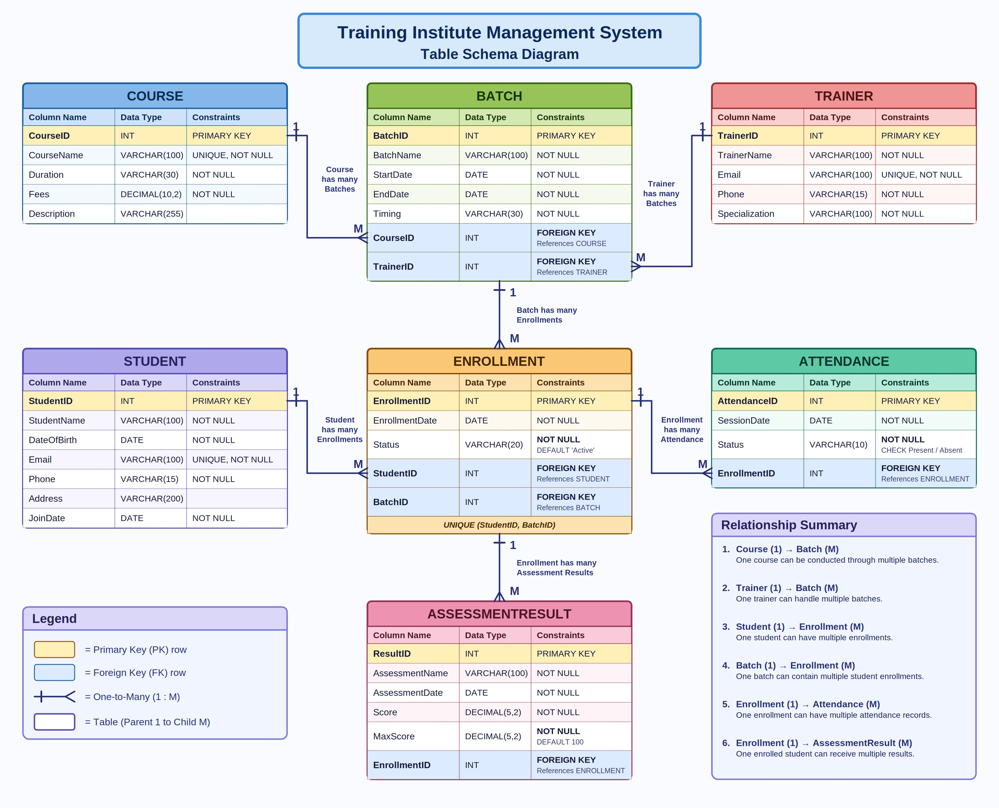 Training Institute Management System
Table Schema Diagram
COURSE
Column Name Data Type Constraints
CourseID INT PRIMARY KEY
CourseName VARCHAR(100) UNIQUE, NOT NULL
Duration VARCHAR(30) NOT NULL
Fees DECIMAL(10,2) NOT NULL
Description VARCHAR(255)
1
Course
has many
Batches
M
BATCH
Column Name Data Type Constraints
BatchID INT PRIMARY KEY
BatchName VARCHAR(100) NOT NULL
StartDate DATE NOT NULL
EndDate DATE NOT NULL
Timing VARCHAR(30) NOT NULL
CourseID INT FOREIGN KEY
References COURSE
TrainerID INT FOREIGN KEY
References TRAINER
1
Trainer
has many
Batches
M
TRAINER
Column Name Data Type Constraints
TrainerID INT PRIMARY KEY
TrainerName VARCHAR(100) NOT NULL
Email VARCHAR(100) UNIQUE, NOT NULL
Phone VARCHAR(15) NOT NULL
Specialization VARCHAR(100) NOT NULL
1
Batch has many
Enrollments
M
STUDENT
Column Name Data Type Constraints
StudentID INT PRIMARY KEY
StudentName VARCHAR(100) NOT NULL
DateOfBirth DATE NOT NULL
Email VARCHAR(100) UNIQUE, NOT NULL
Phone VARCHAR(15) NOT NULL
Address VARCHAR(200)
JoinDate DATE NOT NULL
1
Student
has many
Enrollments
M
ENROLLMENT
Column Name Data Type Constraints
EnrollmentID INT PRIMARY KEY
EnrollmentDate DATE NOT NULL
Status VARCHAR(20) NOT NULL
DEFAULT 'Active'
StudentID INT FOREIGN KEY
References STUDENT
BatchID INT FOREIGN KEY
References BATCH
UNIQUE (StudentID, BatchID)
1
Enrollment
has many
Attendance
M
ATTENDANCE
Column Name Data Type Constraints
AttendanceID INT PRIMARY KEY
SessionDate DATE NOT NULL
Status VARCHAR(10) NOT NULL
CHECK Present / Absent
EnrollmentID INT FOREIGN KEY
References ENROLLMENT
1
Enrollment has many
Assessment Results
M
Legend
= Primary Key (PK) row
= Foreign Key (FK) row
= One-to-Many (1 : M)
= Table (Parent 1 to Child M)
ASSESSMENTRESULT
Column Name Data Type Constraints
ResultID INT PRIMARY KEY
AssessmentName VARCHAR(100) NOT NULL
AssessmentDate DATE NOT NULL
Score DECIMAL(5,2) NOT NULL
MaxScore DECIMAL(5,2) NOT NULL
DEFAULT 100
EnrollmentID INT FOREIGN KEY
References ENROLLMENT
Relationship Summary
1. Course (1) → Batch (M)
One course can be conducted through multiple batches.
2. Trainer (1) → Batch (M)
One trainer can handle multiple batches.
3. Student (1) → Enrollment (M)
One student can have multiple enrollments.
4. Batch (1) → Enrollment (M)
One batch can contain multiple student enrollments.
5. Enrollment (1) → Attendance (M)
One enrollment can have multiple attendance records.
6. Enrollment (1) → AssessmentResult (M)
One enrolled student can receive multiple results.